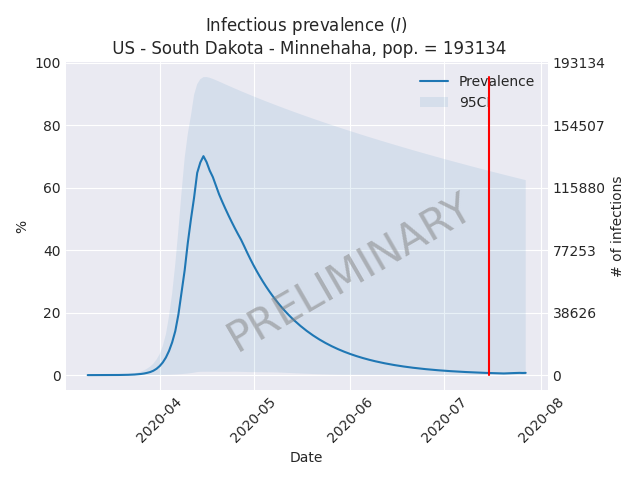 Infectious prevalence (I)
US - South Dakota - Minnehaha, pop. = 193134
100
80
60
40
20
0
%
193134
154507
115880
77253
38626
0
# of infections
Prevalence
95CI
PRELIMINARY
2020-04
2020-05
2020-06
2020-07
2020-08
Date